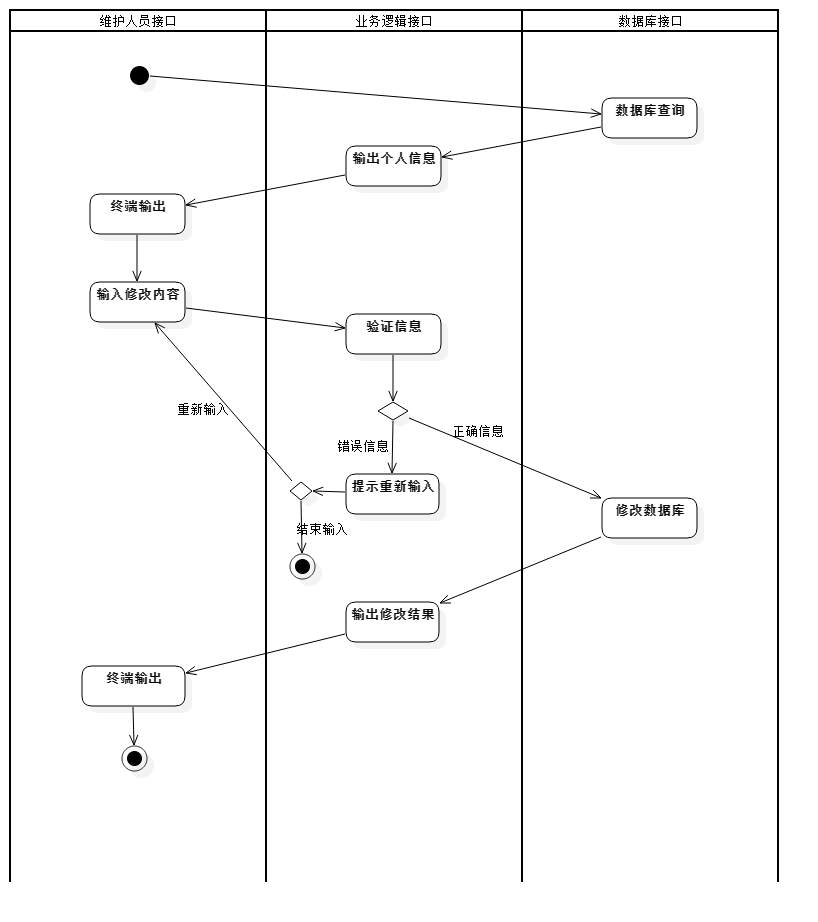 维护人员接口
业务逻辑接口
数据库接口
数据库查询
输出个人信息
终端输出
输入修改内容
验证信息
重新输入
正确信息
错误信息
提示重新输入
修改数据库
结束输入
输出修改结果
终端输出